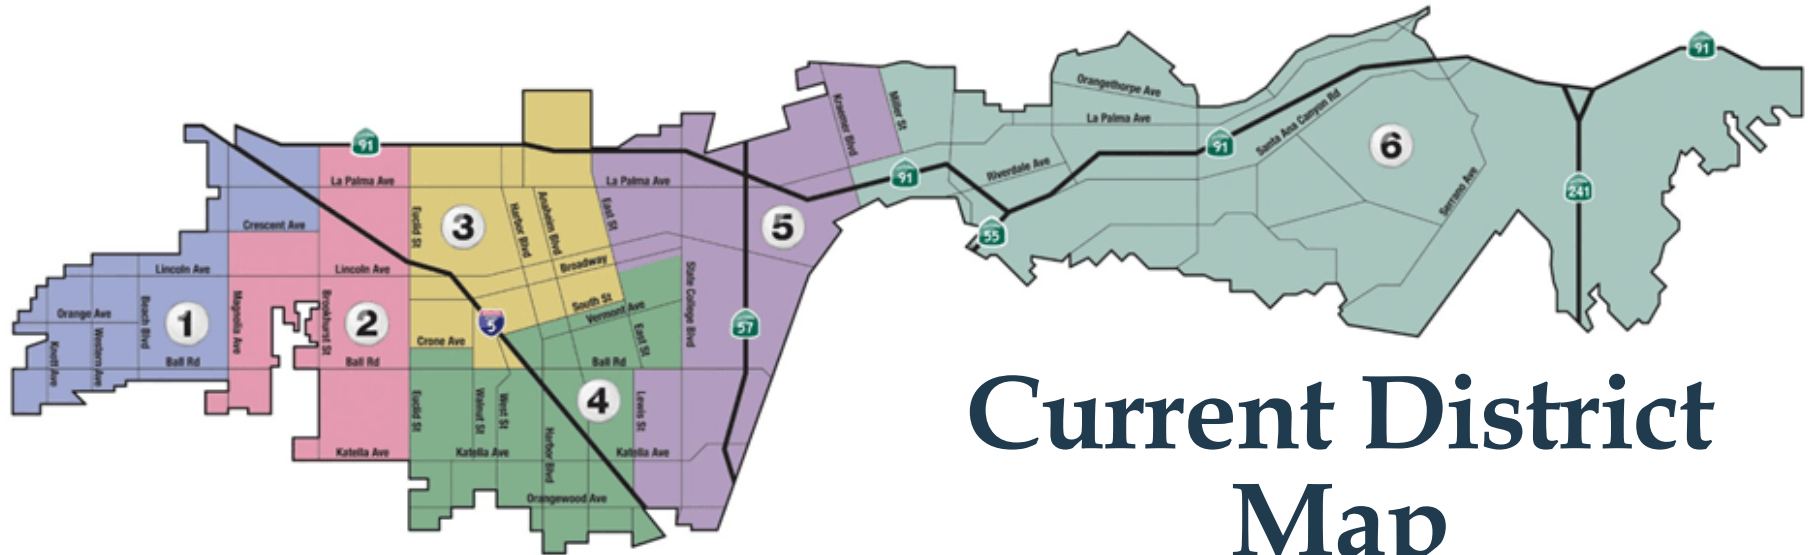 91
La Palma Ave
Crescent Ave
Lincoln Ave
Orange Ave
Knott Ave
Western Ave
Beach Blvd
Ball Rd
1
Magnolia Ave
Lincoln Ave
Brookhurst St
2
Ball Rd
Katella Ave
Euclid St
3
Harbor Blvd
Anaheim Blvd
Broadway
South St
5
Crone Ave
Vermont Ave
East St
Ball Rd
4
Euclid St
Walnut St
West St
Harbor Blvd
Lewis St
Katella Ave
Katella Ave
Orangewood Ave
La Palma Ave
East St
5
State College Blvd
57
Kraemer Blvd
Miller St
91
Riverdale Ave
55
Orangethorpe Ave
La Palma Ave
91
Santa Ana Canyon Rd
6
Serrano Ave
241
91
Current District
Map